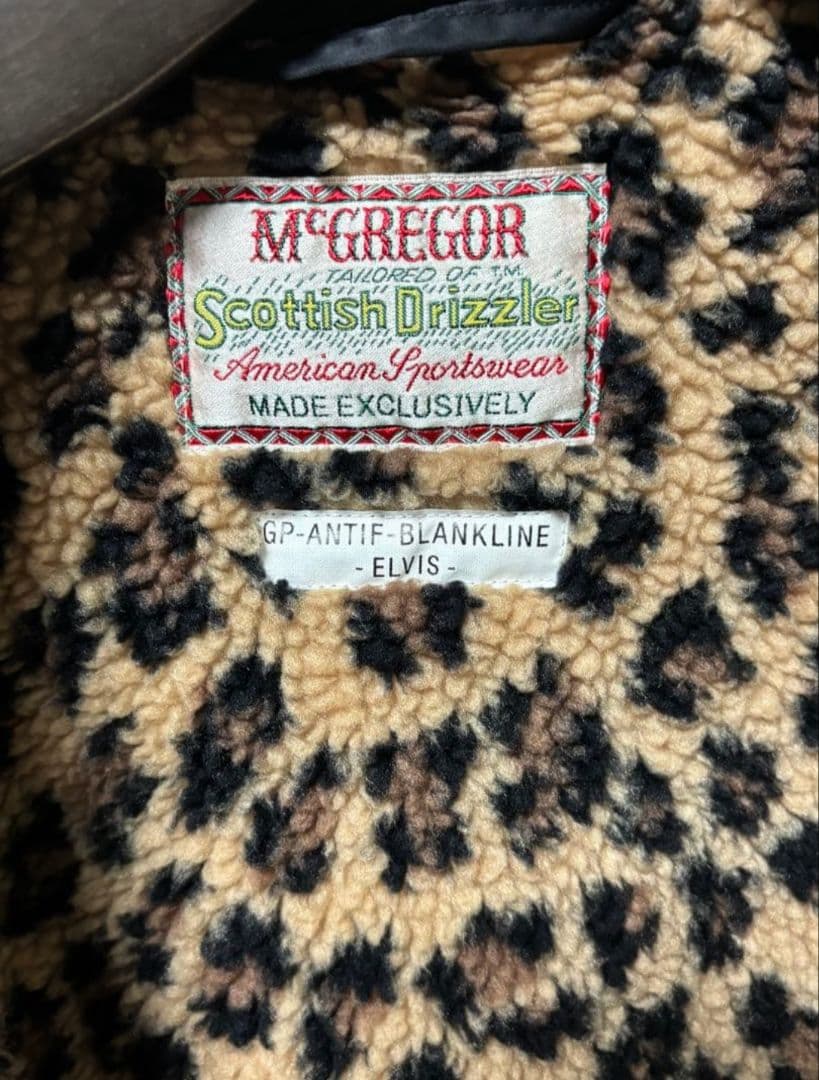 McGREGOR
TAILORED OF T.M.
Scottish Drizzler
American Sportswear
MADE EXCLUSIVELY
GP-ANTIF-BLANKLINE
- ELVIS -